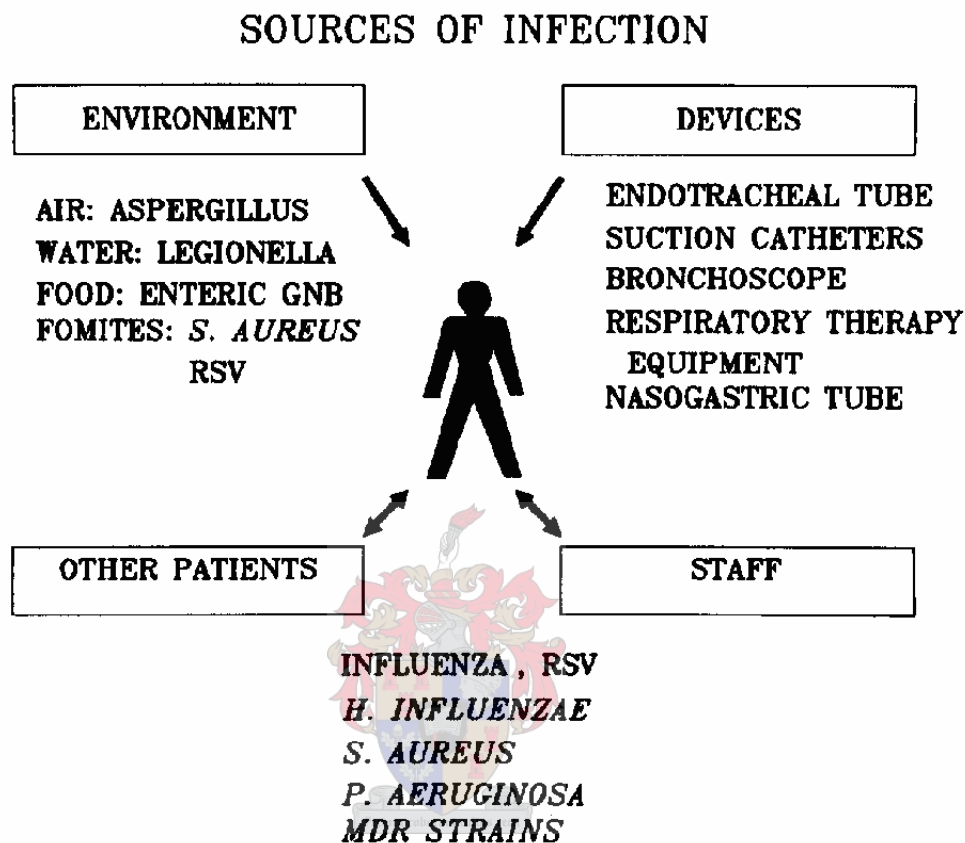 SOURCES OF INFECTION
ENVIRONMENT
AIR: ASPERGILLUS
WATER: LEGIONELLA
FOOD: ENTERIC GNB
FOMITES: S. AUREUS
RSV
DEVICES
ENDOTRACHEAL TUBE
SUCTION CATHETERS
BRONCHOSCOPE
RESPIRATORY THERAPY
EQUIPMENT
NASOGASTRIC TUBE
OTHER PATIENTS
STAFF
INFLUENZA , RSV
H. INFLUENZAE
S. AUREUS
P. AERUGINOSA
MDR STRAINS